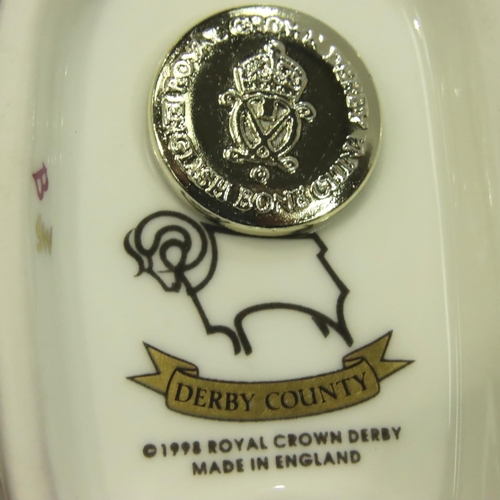 ROYAL CROWN DERBY
ENGLISH BONE CHINA
B
DERBY COUNTY
©1998 ROYAL CROWN DERBY
MADE IN ENGLAND